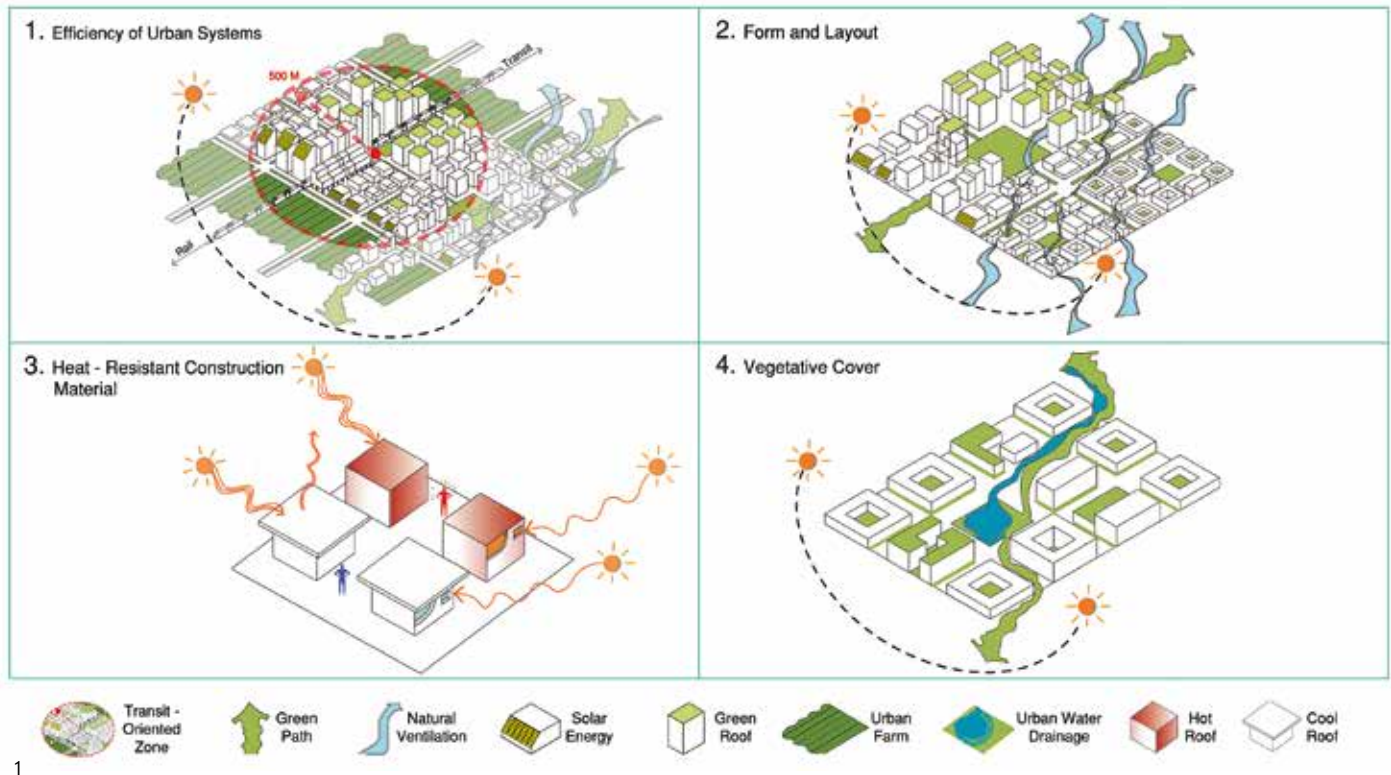 1. Efficiency of Urban Systems
500 M
Transit
Rail
2. Form and Layout
3. Heat - Resistant Construction
Material
4. Vegetative Cover
Transit -
Oriented
Zone
Green
Path
Natural
Ventilation
Solar
Energy
Green
Roof
Urban
Farm
Urban Water
Drainage
Hot
Roof
Cool
Roof
1